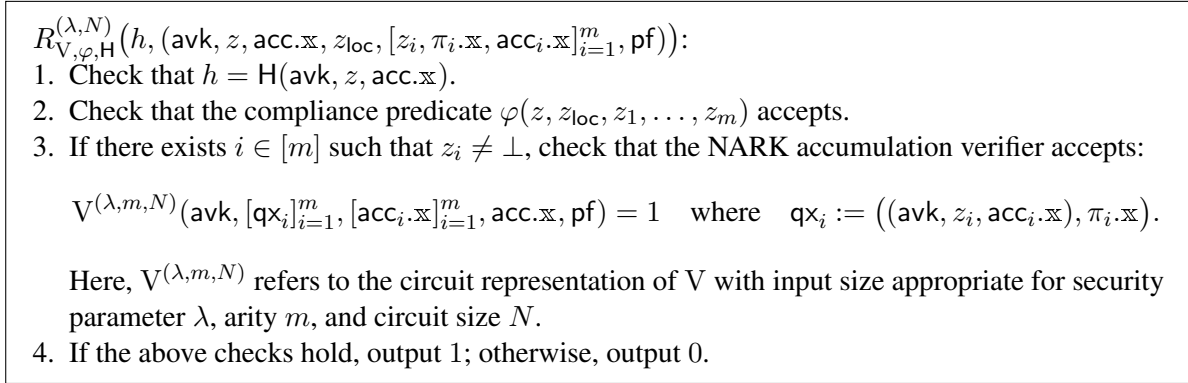 R_{V,φ,H}^{(λ,N)}(h, (avk, z, acc.𝕩, z_loc, [z_i, π_i.𝕩, acc_i.𝕩]_{i=1}^m, pf)):
1. Check that h = H(avk, z, acc.𝕩).
2. Check that the compliance predicate φ(z, z_loc, z_1, . . . , z_m) accepts.
3. If there exists i ∈ [m] such that z_i ≠ ⊥, check that the NARK accumulation verifier accepts:
V^{(λ,m,N)}(avk, [qx_i]_{i=1}^m, [acc_i.𝕩]_{i=1}^m, acc.𝕩, pf) = 1 where qx_i := ((avk, z_i, acc_i.𝕩), π_i.𝕩).
Here, V^{(λ,m,N)} refers to the circuit representation of V with input size appropriate for security
parameter λ, arity m, and circuit size N.
4. If the above checks hold, output 1; otherwise, output 0.